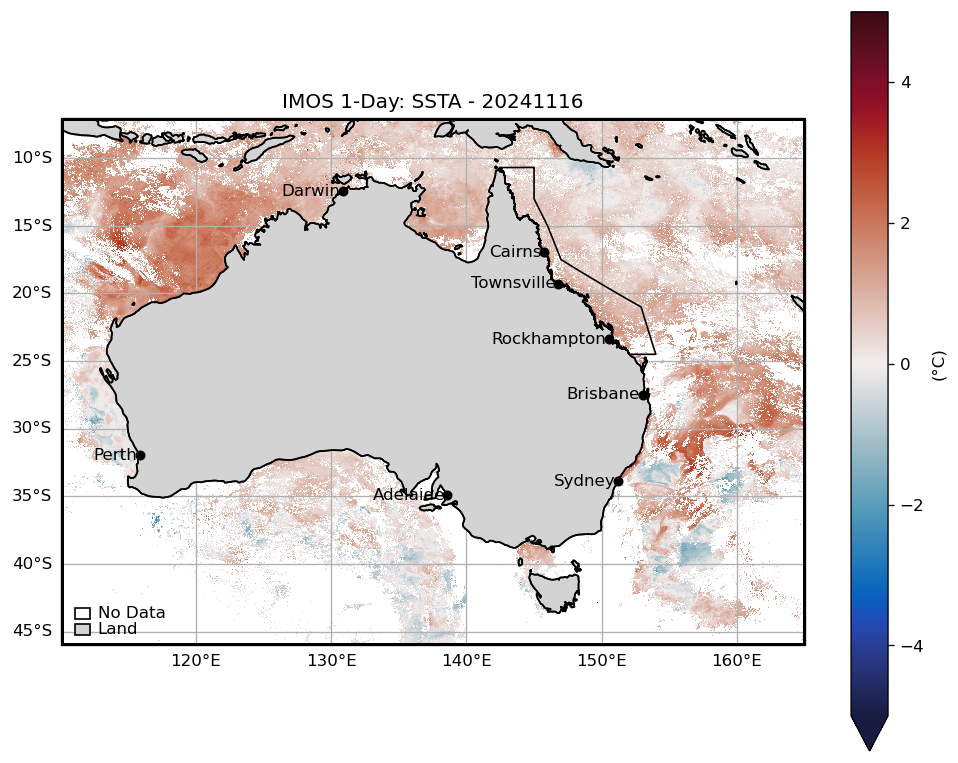 IMOS 1-Day: SSTA - 20241116
10°S
15°S
20°S
25°S
30°S
35°S
40°S
45°S
Darwin
Cairns
Townsville
Rockhampton
Brisbane
Perth
Sydney
Adelaide
No Data
Land
120°E
130°E
140°E
150°E
160°E
4
2
0
−2
−4
(°C)